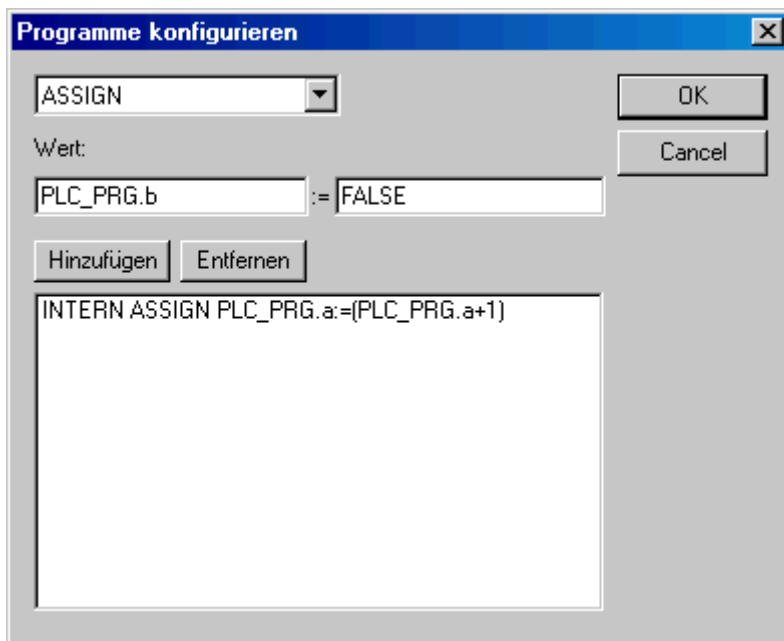 Programme konfigurieren
ASSIGN
OK
Wert:
Cancel
PLC_PRG.b := FALSE
Hinzufügen Entfernen
INTERN ASSIGN PLC_PRG.a:=(PLC_PRG.a+1)